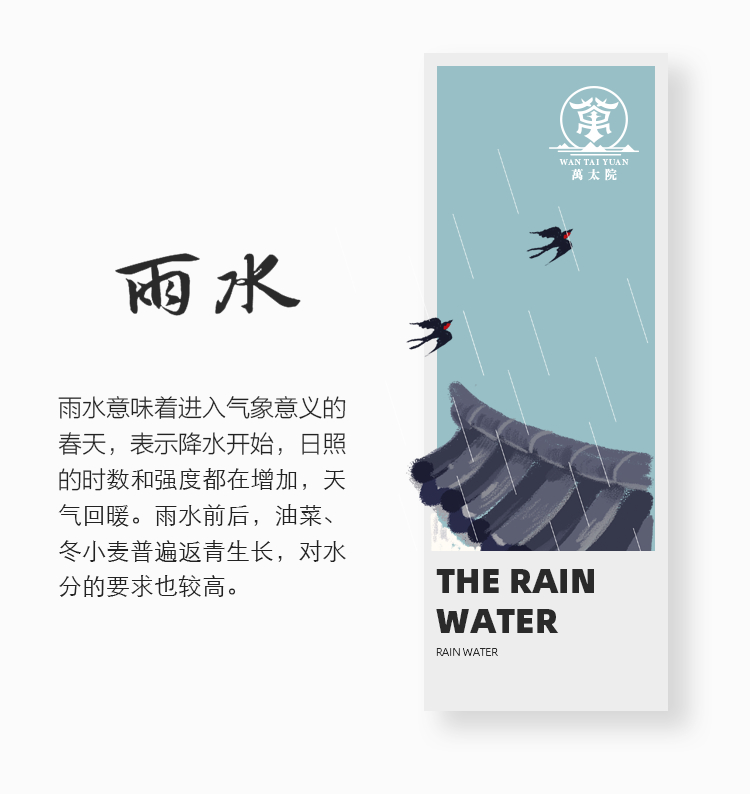 雨水
雨水意味着进入气象意义的
春天，表示降水开始，日照
的时数和强度都在增加，天
气回暖。雨水前后，油菜、
冬小麦普遍返青生长，对水
分的要求也较高。
萬
WAN TAI YUAN
萬太院
THE RAIN
WATER
RAIN WATER